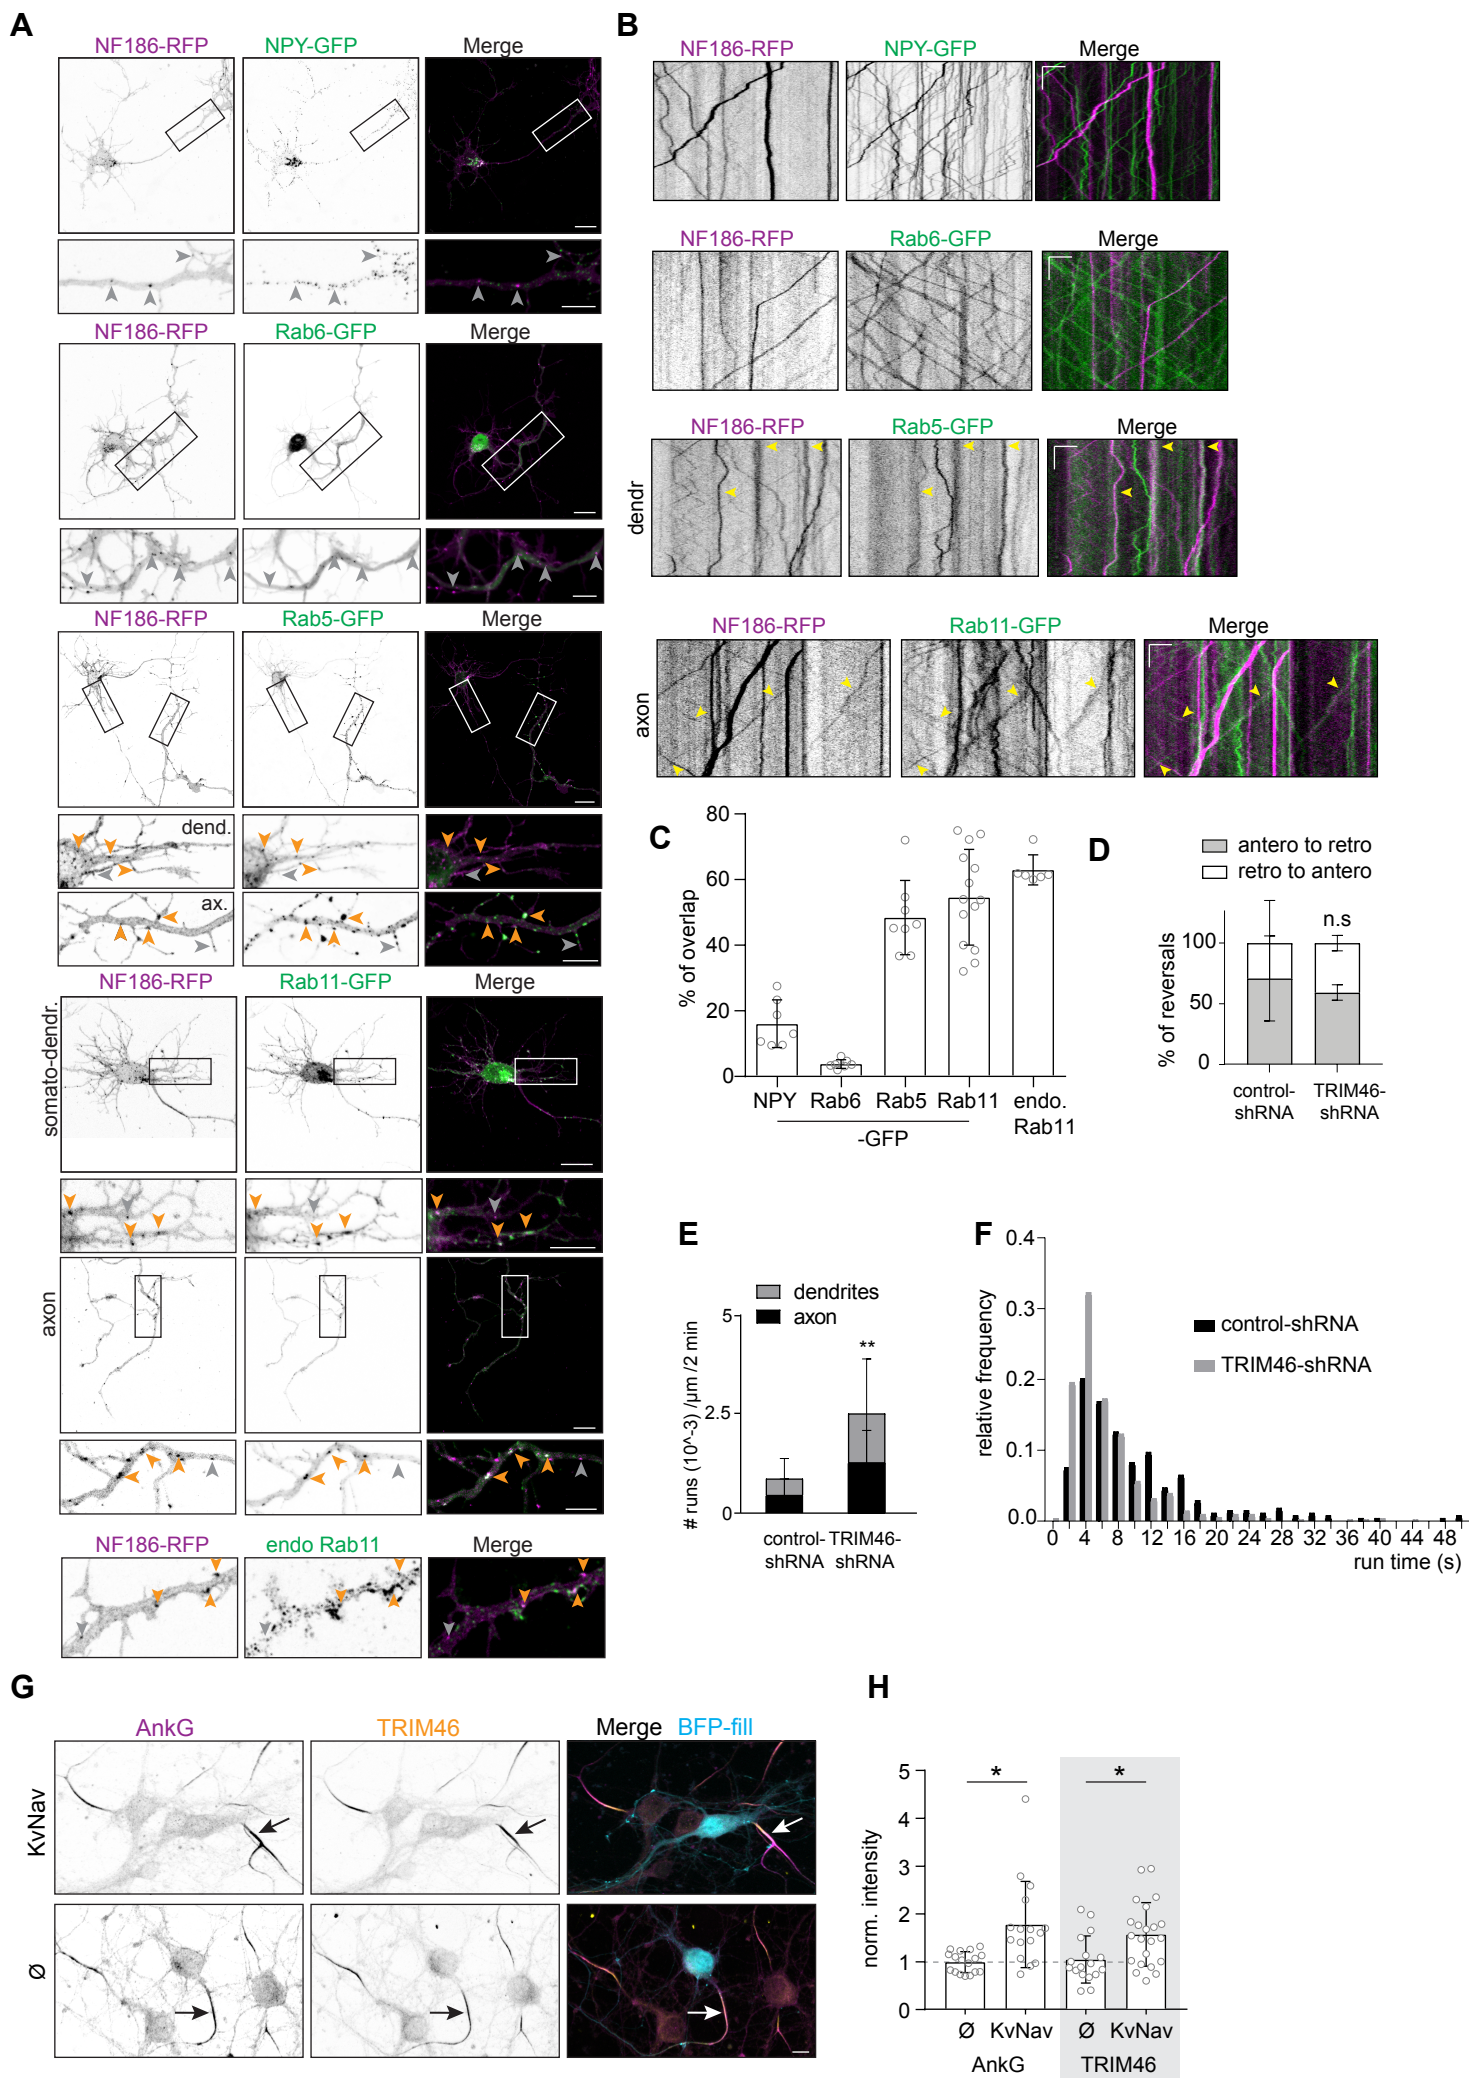 A
NF186-RFP NPY-GFP Merge
NF186-RFP Rab6-GFP Merge
NF186-RFP Rab5-GFP Merge
dend.
ax.
NF186-RFP Rab11-GFP Merge
somato-dendr.
axon
NF186-RFP endo Rab11 Merge
B
NF186-RFP NPY-GFP Merge
NF186-RFP Rab6-GFP Merge
NF186-RFP Rab5-GFP Merge
dendr
NF186-RFP Rab11-GFP Merge
axon
C
% of overlap
80
60
40
20
0
NPY Rab6 Rab5 Rab11 endo.
Rab11
-GFP
D
antero to retro
retro to antero
n.s
% of reversals
100
50
0
control-
shRNA
TRIM46-
shRNA
E
dendrites
axon
# runs (10^-3) /µm /2 min
5
2.5
0
**
control-
shRNA
TRIM46-
shRNA
F
relative frequency
0.4
0.3
0.2
0.1
0.0
control-shRNA
TRIM46-shRNA
0 4 8 12 16 20 24 28 32 36 40 44 48
run time (s)
G
AnkG TRIM46 Merge BFP-fill
KvNav
Ø
H
norm. intensity
5
4
3
2
1
0
* *
Ø KvNav Ø KvNav
AnkG TRIM46